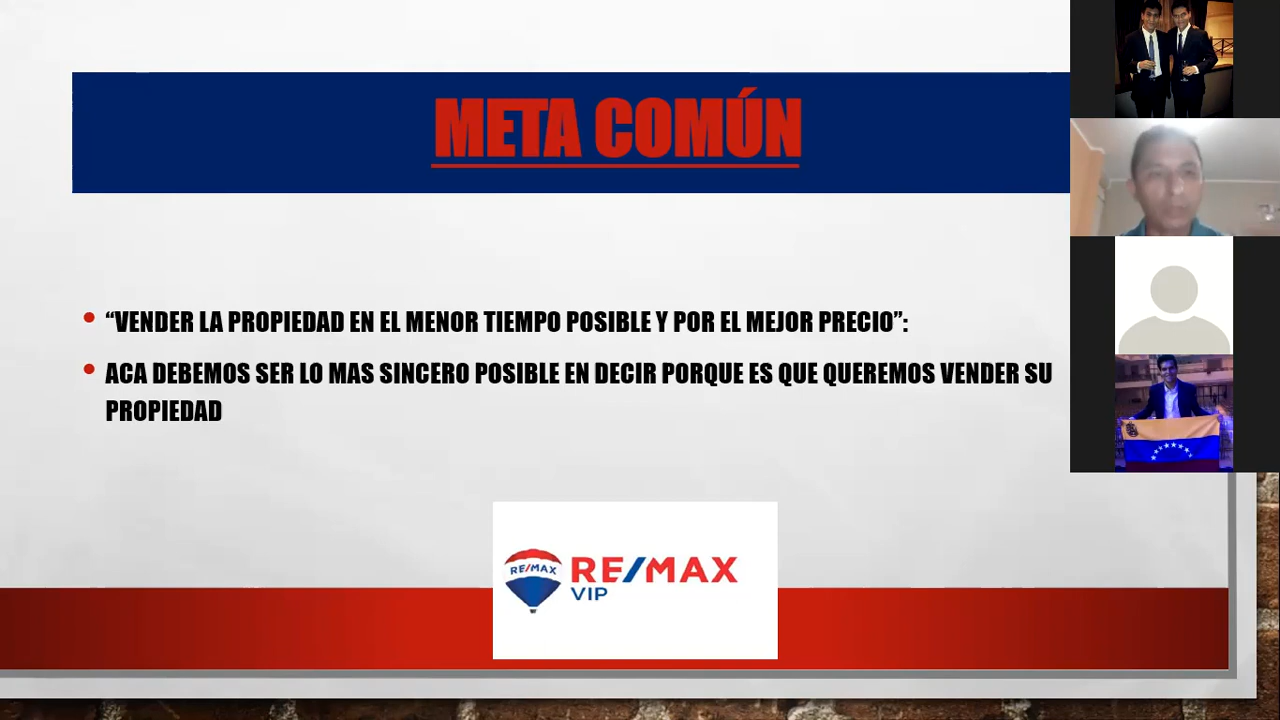 META COMÚN
“VENDER LA PROPIEDAD EN EL MENOR TIEMPO POSIBLE Y POR EL MEJOR PRECIO”:
ACA DEBEMOS SER LO MAS SINCERO POSIBLE EN DECIR PORQUE ES QUE QUEREMOS VENDER SU
PROPIEDAD
RE/MAX
RE/MAX
VIP